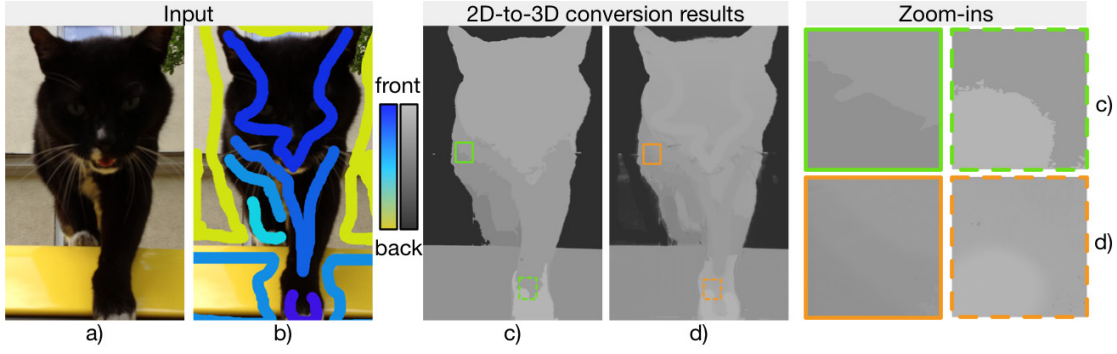 Input
2D-to-3D conversion results
Zoom-ins
front
back
c)
d)
a)
b)
c)
d)